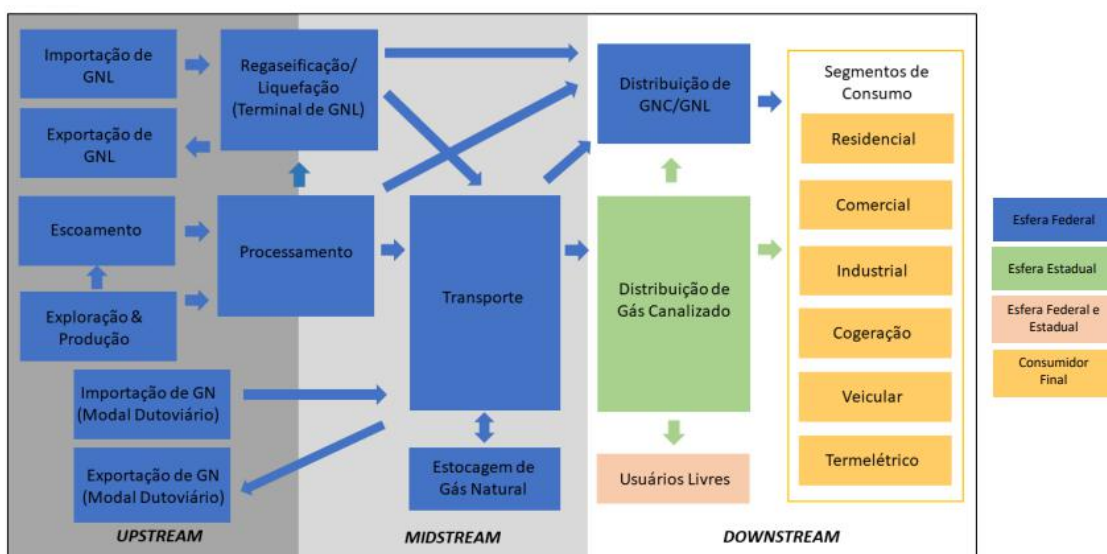 Importação de
GNL
Exportação de
GNL
Escoamento
Exploração &
Produção
Importação de GN
(Modal Dutoviário)
Exportação de GN
(Modal Dutoviário)
UPSTREAM
Regaseificação/
Liquefação
(Terminal de GNL)
Processamento
Transporte
Estocagem de
Gás Natural
MIDSTREAM
Distribuição de
GNC/GNL
Distribuição de
Gás Canalizado
Usuários Livres
DOWNSTREAM
Segmentos de
Consumo
Residencial
Comercial
Industrial
Cogeração
Veicular
Termelétrico
Esfera Federal
Esfera Estadual
Esfera Federal e
Estadual
Consumidor
Final